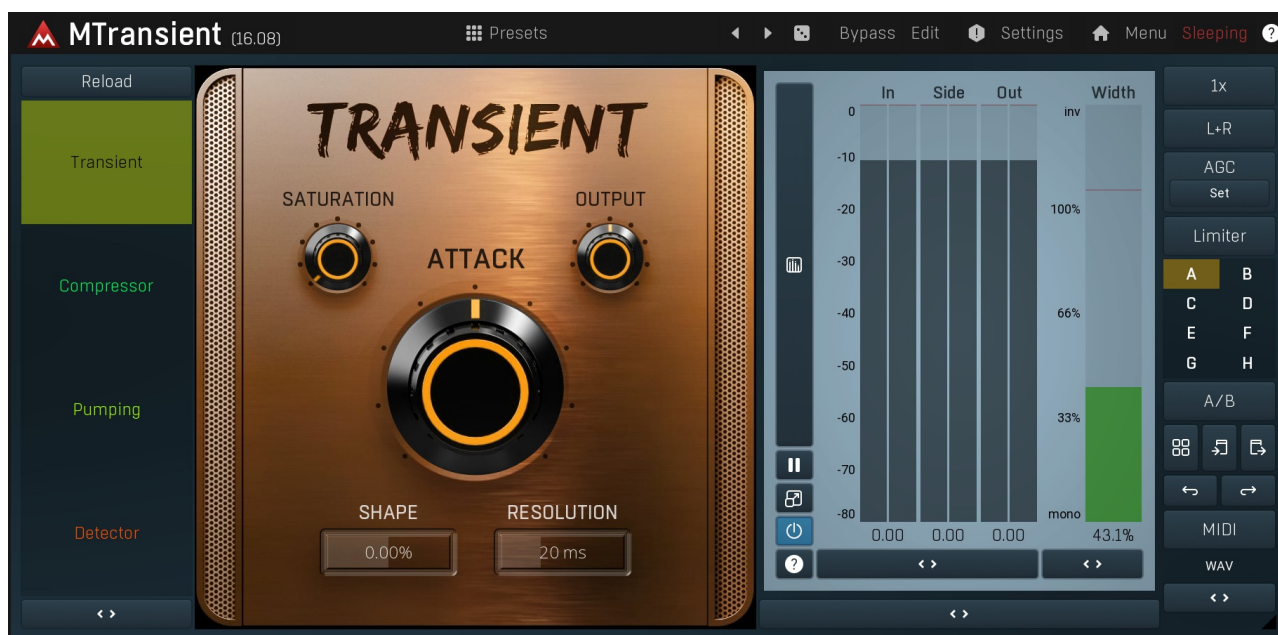 MTransient (16.08)
Presets
Bypass Edit Settings Menu Sleeping ?
Reload
Transient
Compressor
Pumping
Detector
TRANSIENT
SATURATION
OUTPUT
ATTACK
SHAPE
RESOLUTION
0.00%
20 ms
In Side Out Width
0
-10
-20
-30
-40
-50
-60
-70
-80
inv
100%
66%
33%
mono
0.00 0.00 0.00 43.1%
?
1x
L+R
AGC
Set
Limiter
A B
C D
E F
G H
A/B
MIDI
WAV